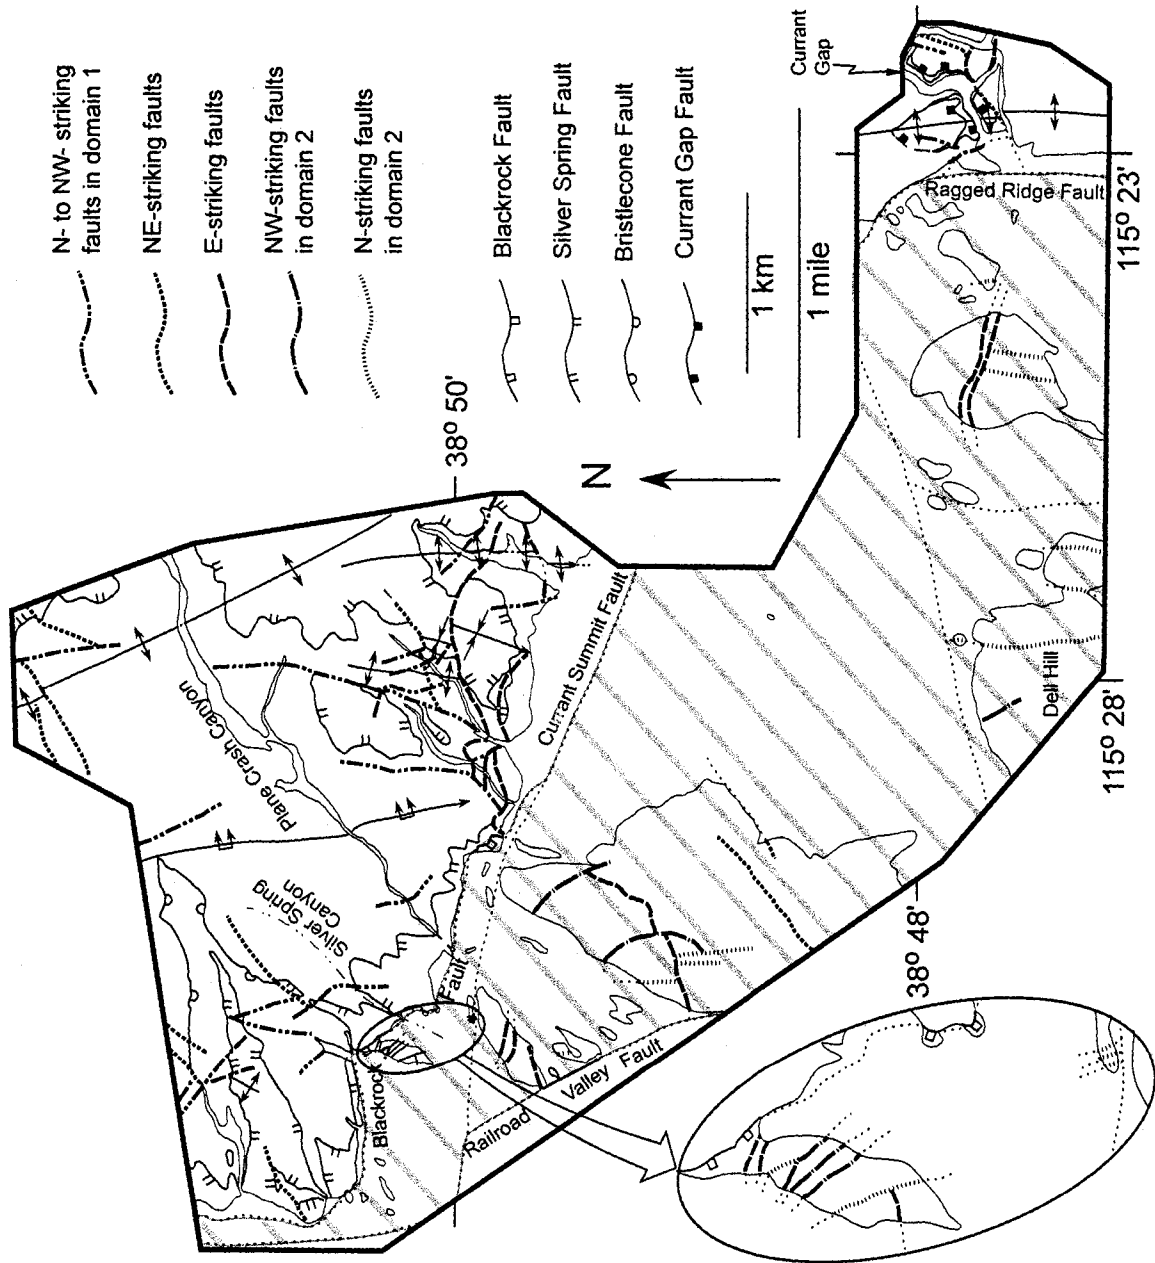 N- to NW- striking
faults in domain 1
NE-striking faults
E-striking faults
NW-striking faults
in domain 2
N-striking faults
in domain 2
Blackrock Fault
Silver Spring Fault
Bristlecone Fault
Currant Gap Fault
1 km
1 mile
N
38° 50'
38° 48'
115° 28'
115° 23'
Currant
Gap
Ragged Ridge Fault
Currant Summit Fault
Plane Crash Canyon
Silver Spring
Canyon
Blackrock
Fault
Railroad
Valley
Fault
Dell Hill